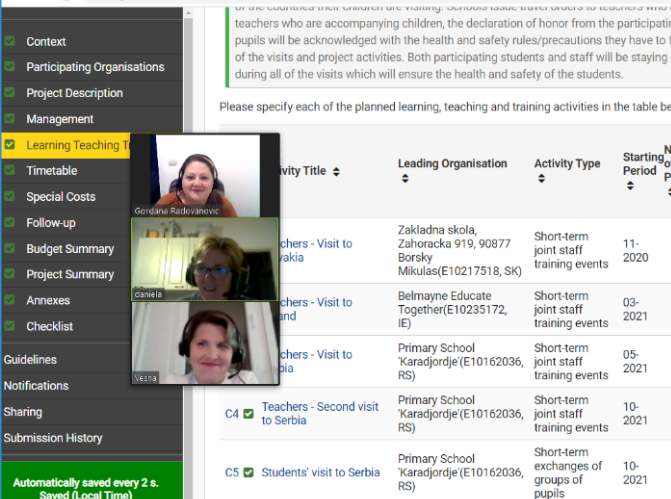 of the countries their children are visiting. Schools issue travel orders to teachers who
teachers who are accompanying children, the declaration of honor from the participatin
pupils will be acknowledged with the health and safety rules/precautions they have to f
of the visits and project activities. Both participating students and staff will be staying
during all of the visits which will ensure the health and safety of the students.
Please specify each of the planned learning, teaching and training activities in the table be
Context
Participating Organisations
Project Description
Management
Learning Teaching Tr
Timetable
Special Costs
Follow-up
Budget Summary
Project Summary
Annexes
Checklist
Guidelines
Notifications
Sharing
Submission History
Automatically saved every 2 s.
Saved (Local Time)
Gordana Radovanovic
daniela
Vesna
ivity Title
Leading Organisation
Activity Type
Starting
Period
N
o
P
chers - Visit to
vakia
Zakladna skola,
Zahoracka 919, 90877
Borsky
Mikulas(E10217518, SK)
Short-term
joint staff
training events
11-
2020
chers - Visit to
and
Belmayne Educate
Together(E10235172,
IE)
Short-term
joint staff
training events
03-
2021
chers - Visit to
bia
Primary School
'Karadjordje'(E10162036,
RS)
Short-term
joint staff
training events
05-
2021
C4
Teachers - Second visit
to Serbia
Primary School
'Karadjordje'(E10162036,
RS)
Short-term
joint staff
training events
10-
2021
C5
Students' visit to Serbia
Primary School
'Karadjordje'(E10162036,
RS)
Short-term
exchanges of
groups of
pupils
10-
2021